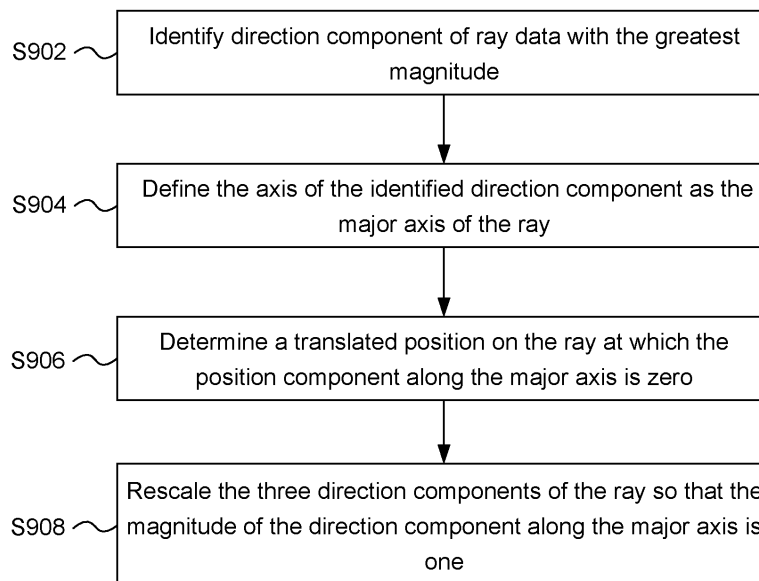 S902
Identify direction component of ray data with the greatest
magnitude
S904
Define the axis of the identified direction component as the
major axis of the ray
S906
Determine a translated position on the ray at which the
position component along the major axis is zero
S908
Rescale the three direction components of the ray so that the
magnitude of the direction component along the major axis is
one